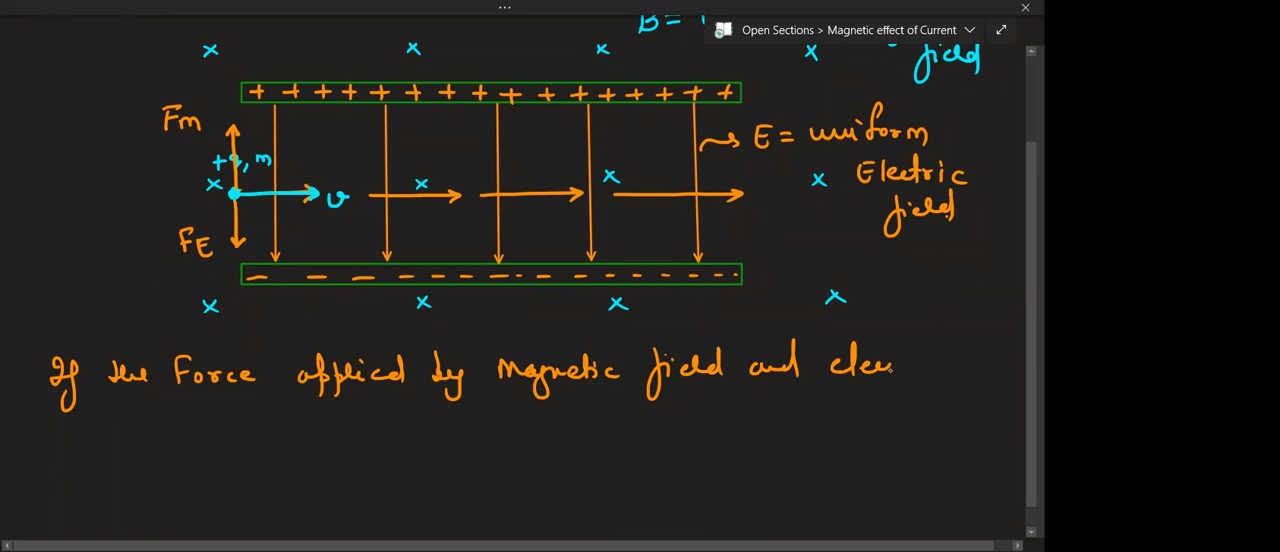 ...
B =
Open Sections > Magnetic effect of Current
field
× × × ×
+ + + + + + + + + + + + + + + +
Fm
E = uniform
+q, m
× v × × × Electric
field
FE
− − − − − − − − − − − − − − −
× × × ×
If the Force applied by Magnetic field and elec